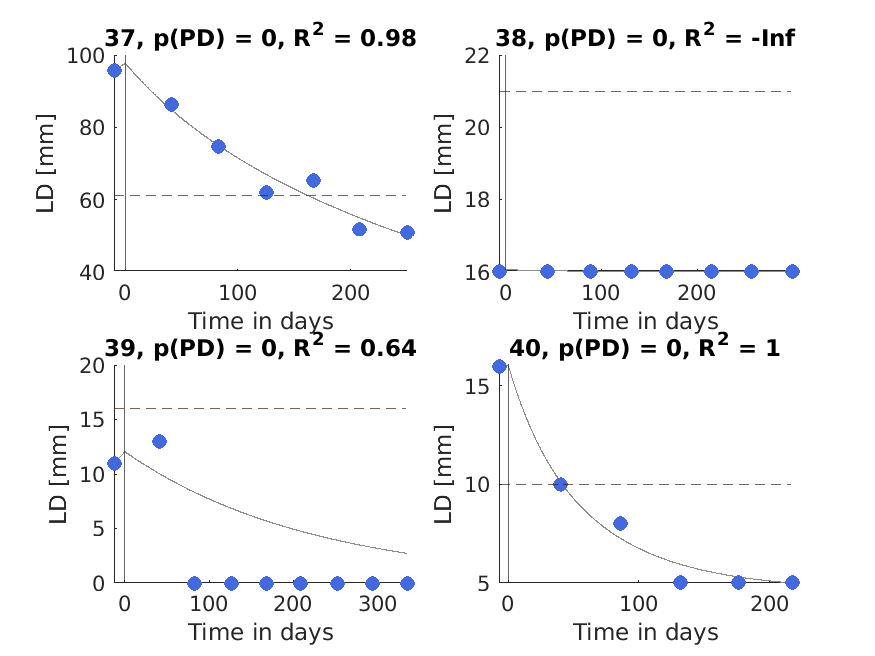 37, p(PD) = 0, R² = 0.98
100
80
60
40
LD [mm]
0
100
200
Time in days
38, p(PD) = 0, R² = -Inf
22
20
18
16
LD [mm]
0
100
200
Time in days
39, p(PD) = 0, R² = 0.64
20
15
10
5
0
LD [mm]
0
100
200
300
Time in days
40, p(PD) = 0, R² = 1
15
10
5
LD [mm]
0
100
200
Time in days